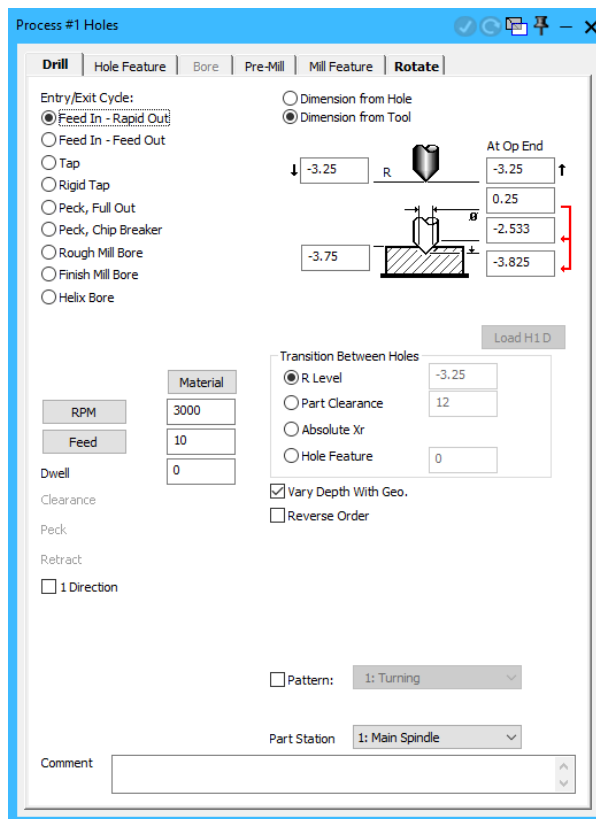 Process #1 Holes
Drill Hole Feature Bore Pre-Mill Mill Feature Rotate
Entry/Exit Cycle:
Feed In - Rapid Out
Feed In - Feed Out
Tap
Rigid Tap
Peck, Full Out
Peck, Chip Breaker
Rough Mill Bore
Finish Mill Bore
Helix Bore
Dimension from Hole
Dimension from Tool
At Op End
-3.25 R -3.25
0.25
ø
-2.533
-3.75 -3.825
Load H1 D
Material
RPM 3000
Feed 10
Dwell 0
Clearance
Peck
Retract
1 Direction
Transition Between Holes
R Level -3.25
Part Clearance 12
Absolute Xr
Hole Feature 0
Vary Depth With Geo.
Reverse Order
Pattern: 1: Turning
Part Station 1: Main Spindle
Comment